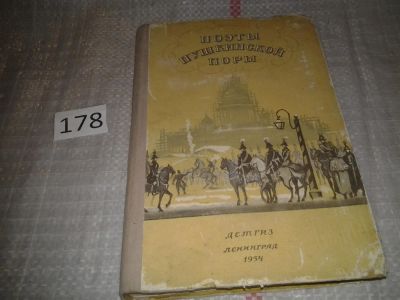 ПОЭТЫ
ПУШКИНСКОЙ
ПОРЫ
178
ДЕТГИЗ
ЛЕНИНГРАД
1954